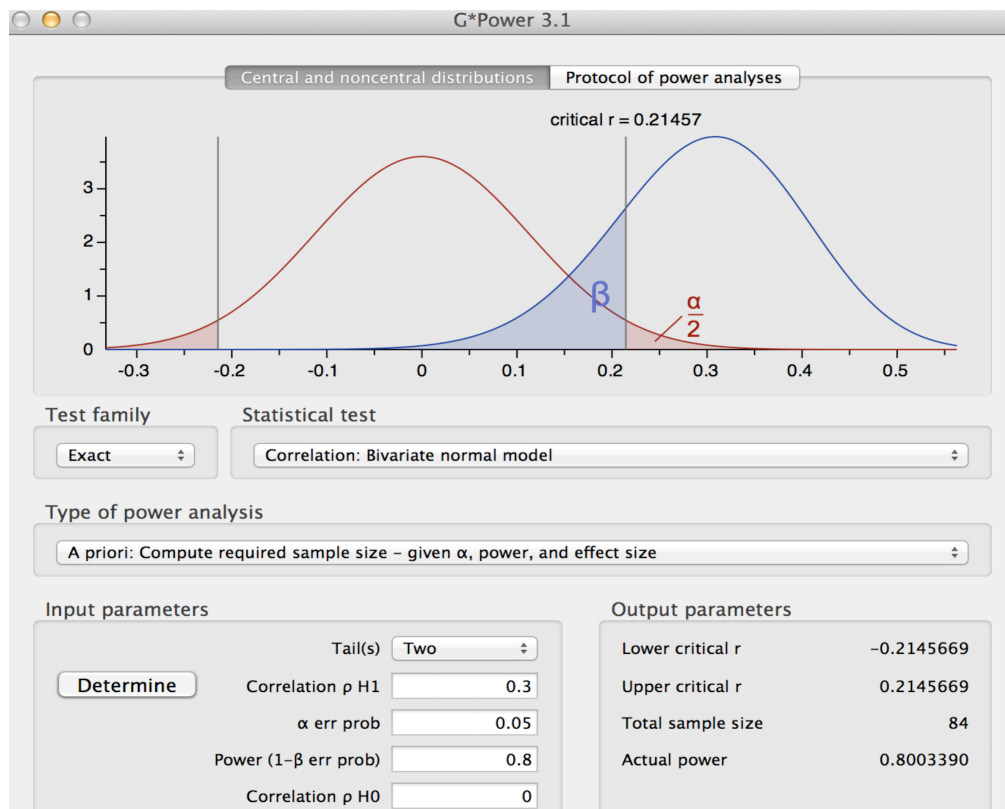 G*Power 3.1
Central and noncentral distributions Protocol of power analyses
critical r = 0.21457
3
2
1
0
β
α
2
-0.3 -0.2 -0.1 0 0.1 0.2 0.3 0.4 0.5
Test family Statistical test
Exact Correlation: Bivariate normal model
Type of power analysis
A priori: Compute required sample size – given α, power, and effect size
Input parameters Output parameters
Tail(s) Two Lower critical r −0.2145669
Determine Correlation ρ H1 0.3 Upper critical r 0.2145669
α err prob 0.05 Total sample size 84
Power (1−β err prob) 0.8 Actual power 0.8003390
Correlation ρ H0 0